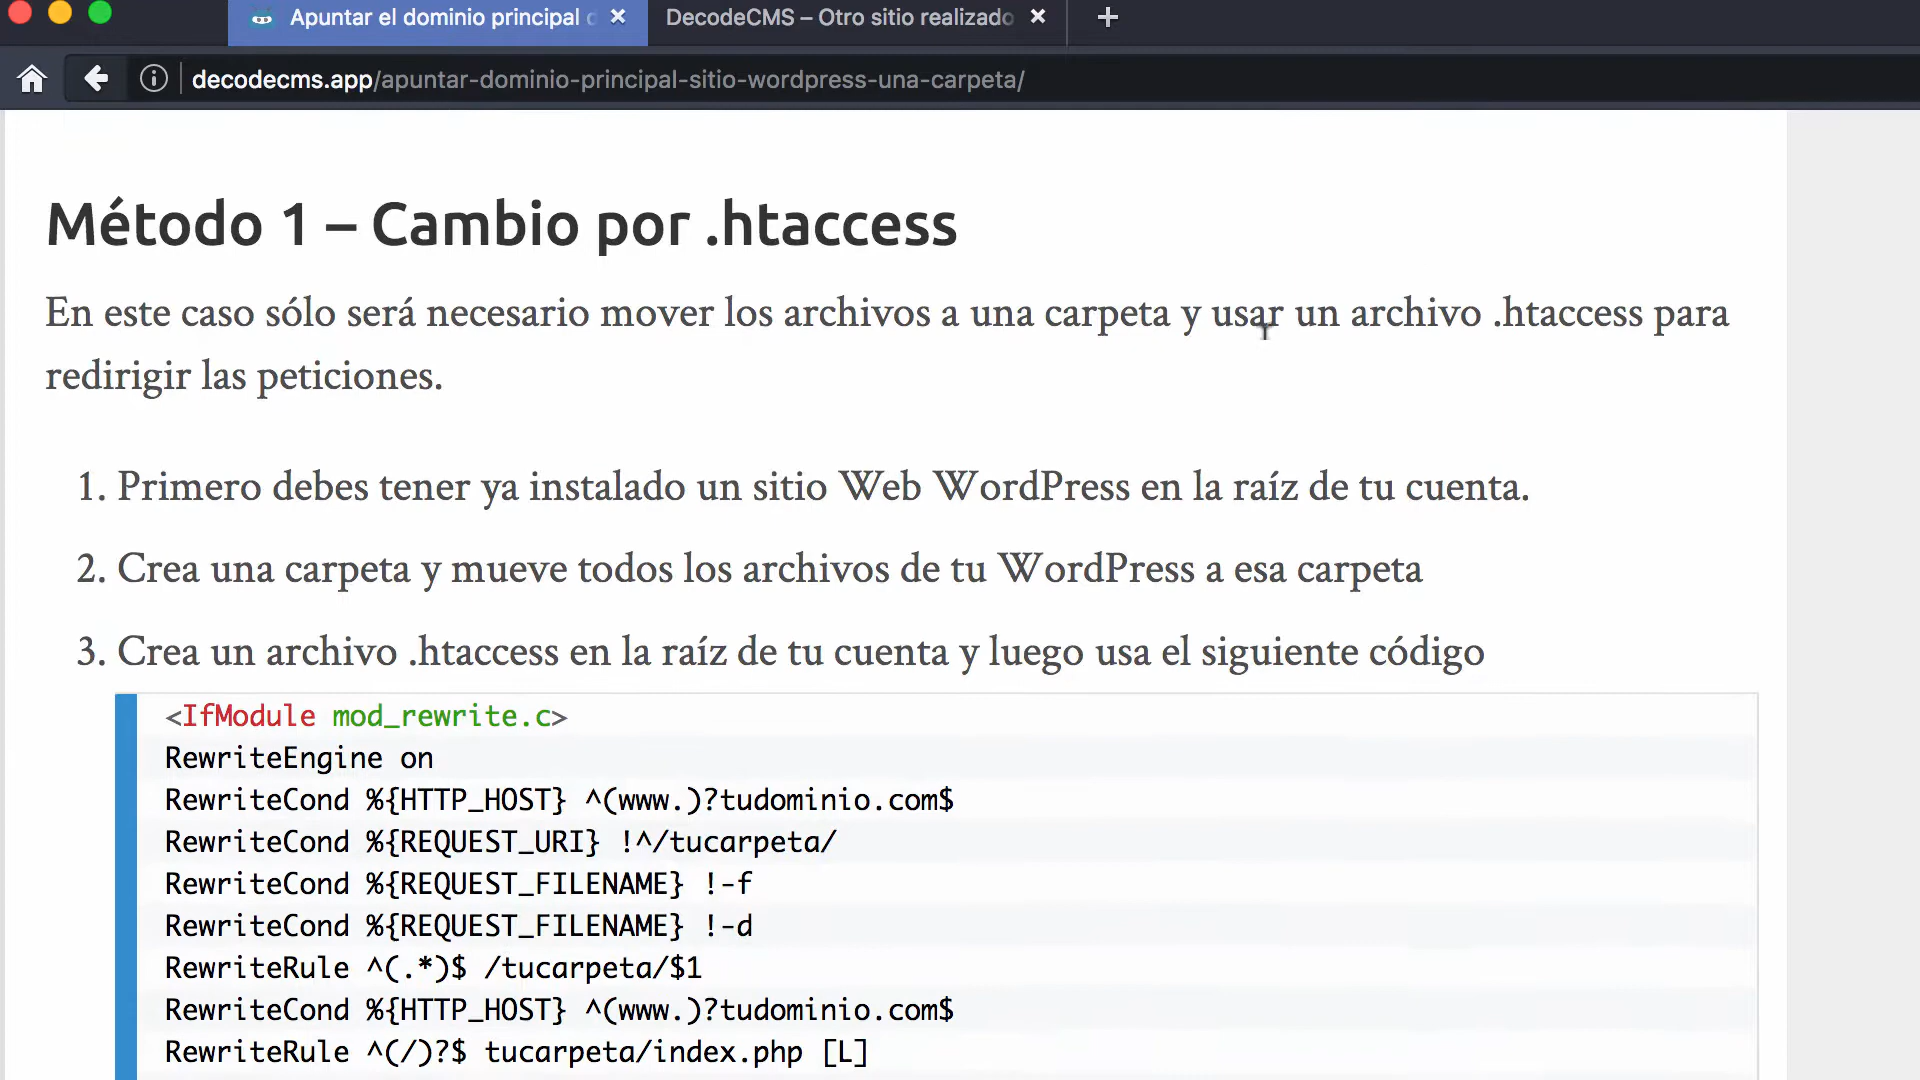 Apuntar el dominio principal d
DecodeCMS – Otro sitio realizado
decodecms.app/apuntar-dominio-principal-sitio-wordpress-una-carpeta/
Método 1 – Cambio por .htaccess
En este caso sólo será necesario mover los archivos a una carpeta y usar un archivo .htaccess para
redirigir las peticiones.
1. Primero debes tener ya instalado un sitio Web WordPress en la raíz de tu cuenta.
2. Crea una carpeta y mueve todos los archivos de tu WordPress a esa carpeta
3. Crea un archivo .htaccess en la raíz de tu cuenta y luego usa el siguiente código
<IfModule mod_rewrite.c>
RewriteEngine on
RewriteCond %{HTTP_HOST} ^(www.)?tudominio.com$
RewriteCond %{REQUEST_URI} !^/tucarpeta/
RewriteCond %{REQUEST_FILENAME} !-f
RewriteCond %{REQUEST_FILENAME} !-d
RewriteRule ^(.*)$ /tucarpeta/$1
RewriteCond %{HTTP_HOST} ^(www.)?tudominio.com$
RewriteRule ^(/)?$ tucarpeta/index.php [L]